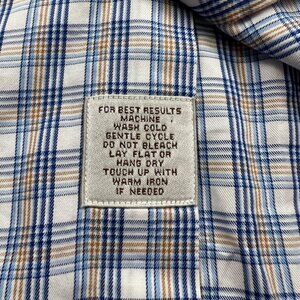 FOR BEST RESULTS
MACHINE
WASH COLD
GENTLE CYCLE
DO NOT BLEACH
LAY FLAT OR
HANG DRY
TOUCH UP WITH
WARM IRON
IF NEEDED